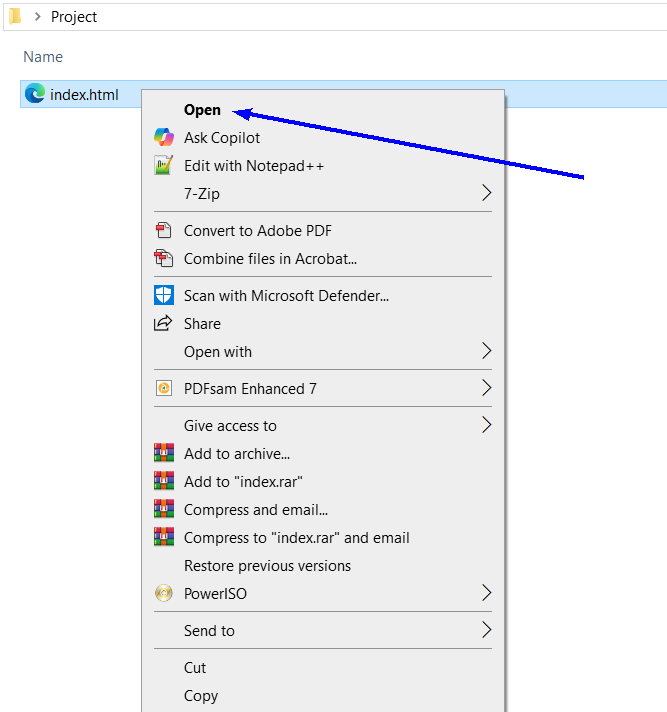 Project
Name
index.html
Open
Ask Copilot
Edit with Notepad++
7-Zip
Convert to Adobe PDF
Combine files in Acrobat...
Scan with Microsoft Defender...
Share
Open with
PDFsam Enhanced 7
Give access to
Add to archive...
Add to "index.rar"
Compress and email...
Compress to "index.rar" and email
Restore previous versions
PowerISO
Send to
Cut
Copy